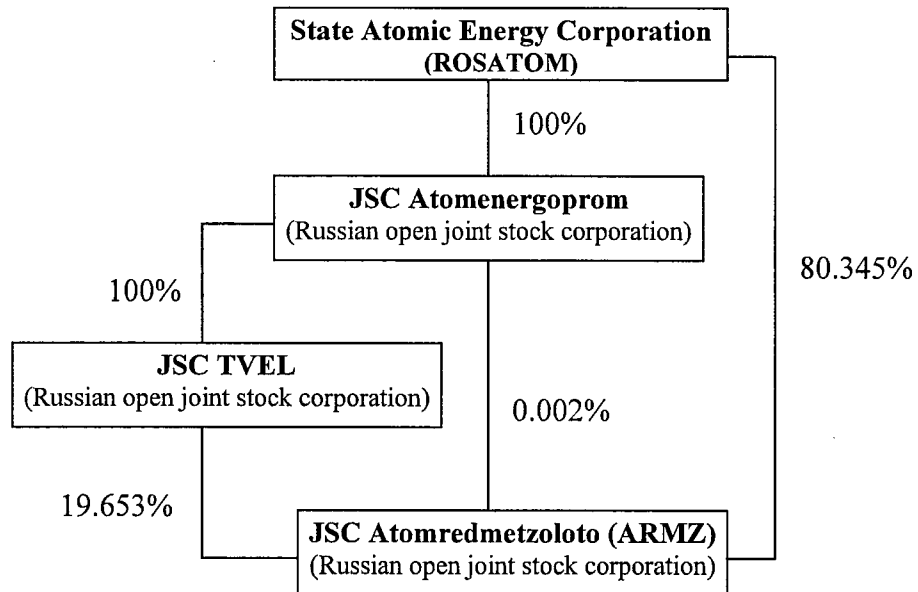 State Atomic Energy Corporation
(ROSATOM)
100%
JSC Atomenergoprom
(Russian open joint stock corporation)
80.345%
100%
JSC TVEL
(Russian open joint stock corporation)
0.002%
19.653%
JSC Atomredmetzoloto (ARMZ)
(Russian open joint stock corporation)